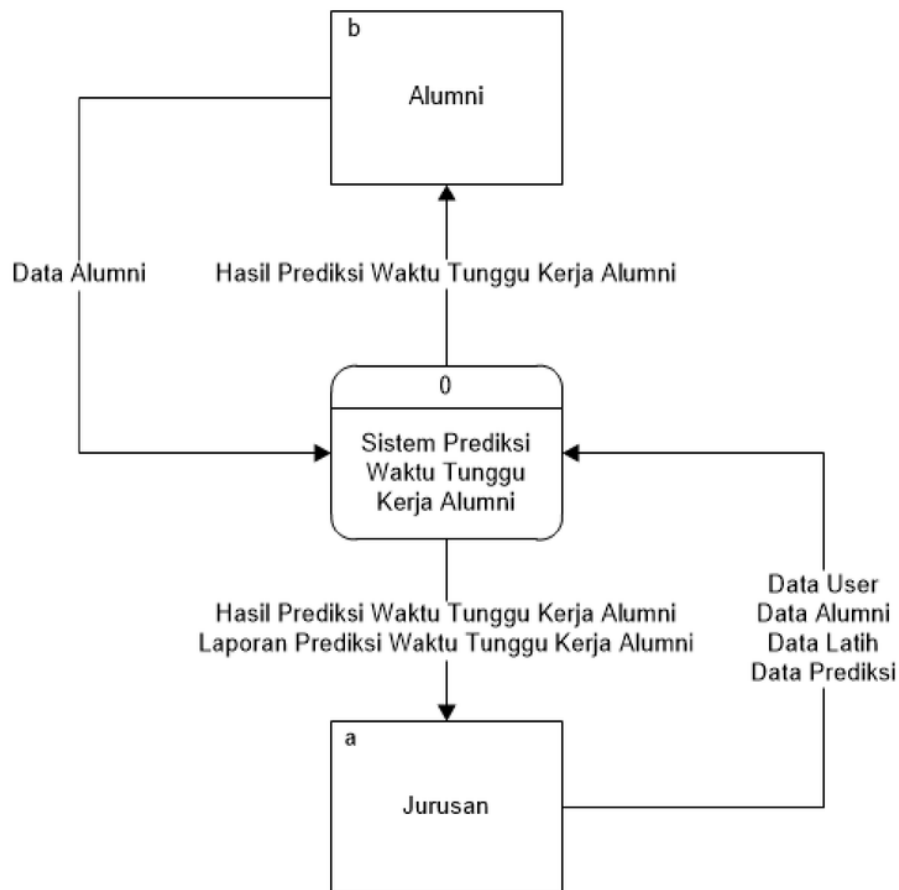 b
Alumni
Data Alumni
Hasil Prediksi Waktu Tunggu Kerja Alumni
0
Sistem Prediksi
Waktu Tunggu
Kerja Alumni
Hasil Prediksi Waktu Tunggu Kerja Alumni
Laporan Prediksi Waktu Tunggu Kerja Alumni
Data User
Data Alumni
Data Latih
Data Prediksi
a
Jurusan